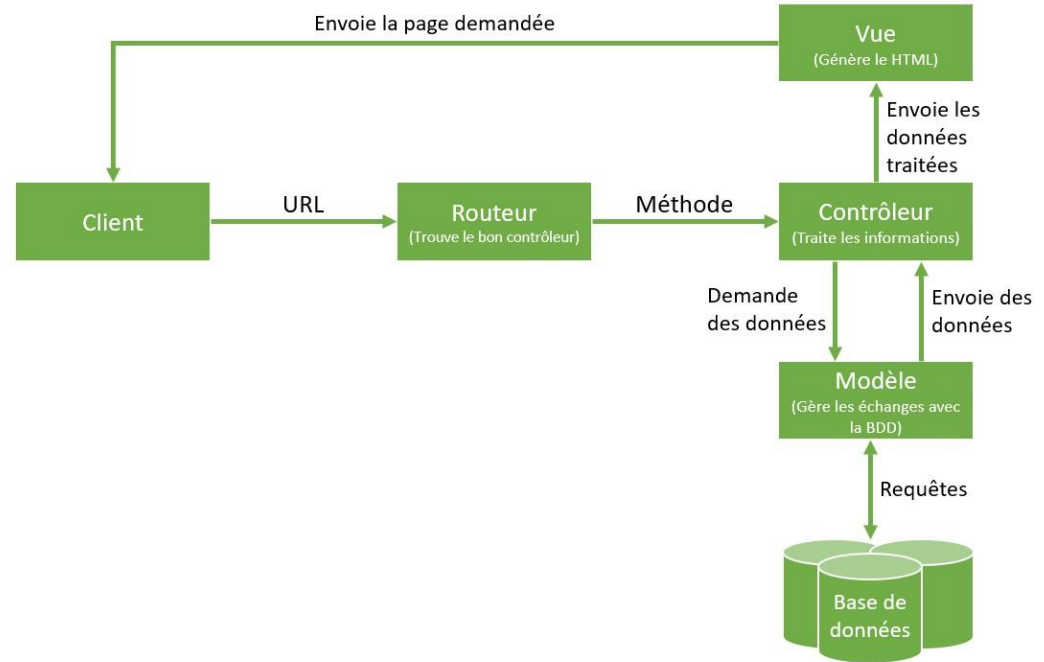 Envoie la page demandée
Vue
(Génère le HTML)
Envoie les
données
traitées
Client
URL
Routeur
(Trouve le bon contrôleur)
Méthode
Contrôleur
(Traite les informations)
Demande
des données
Envoie des
données
Modèle
(Gère les échanges avec
la BDD)
Requêtes
Base de
données